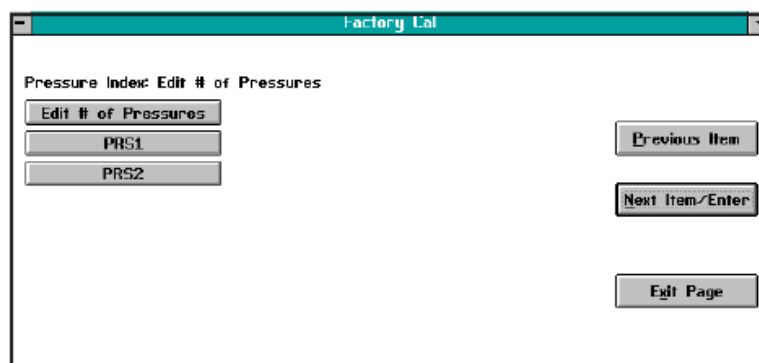 Factory Cal
Pressure Index: Edit # of Pressures
Edit # of Pressures
PRS1
PRS2
Previous Item
Next Item/Enter
Exit Page